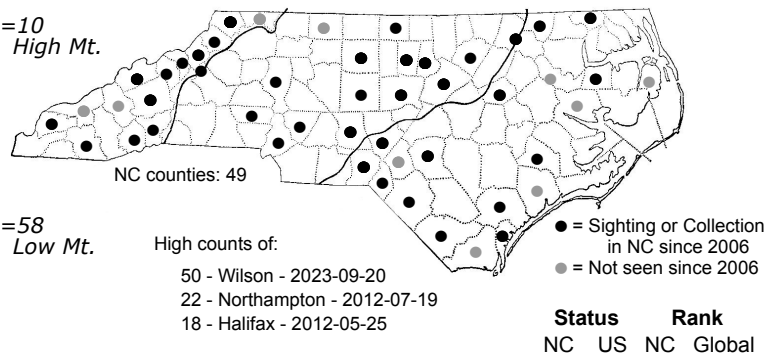 =10
High Mt.
NC counties: 49
=58
Low Mt.
High counts of:
50 - Wilson - 2023-09-20
22 - Northampton - 2012-07-19
18 - Halifax - 2012-05-25
● = Sighting or Collection
in NC since 2006
● = Not seen since 2006
Status Rank
NC US NC Global